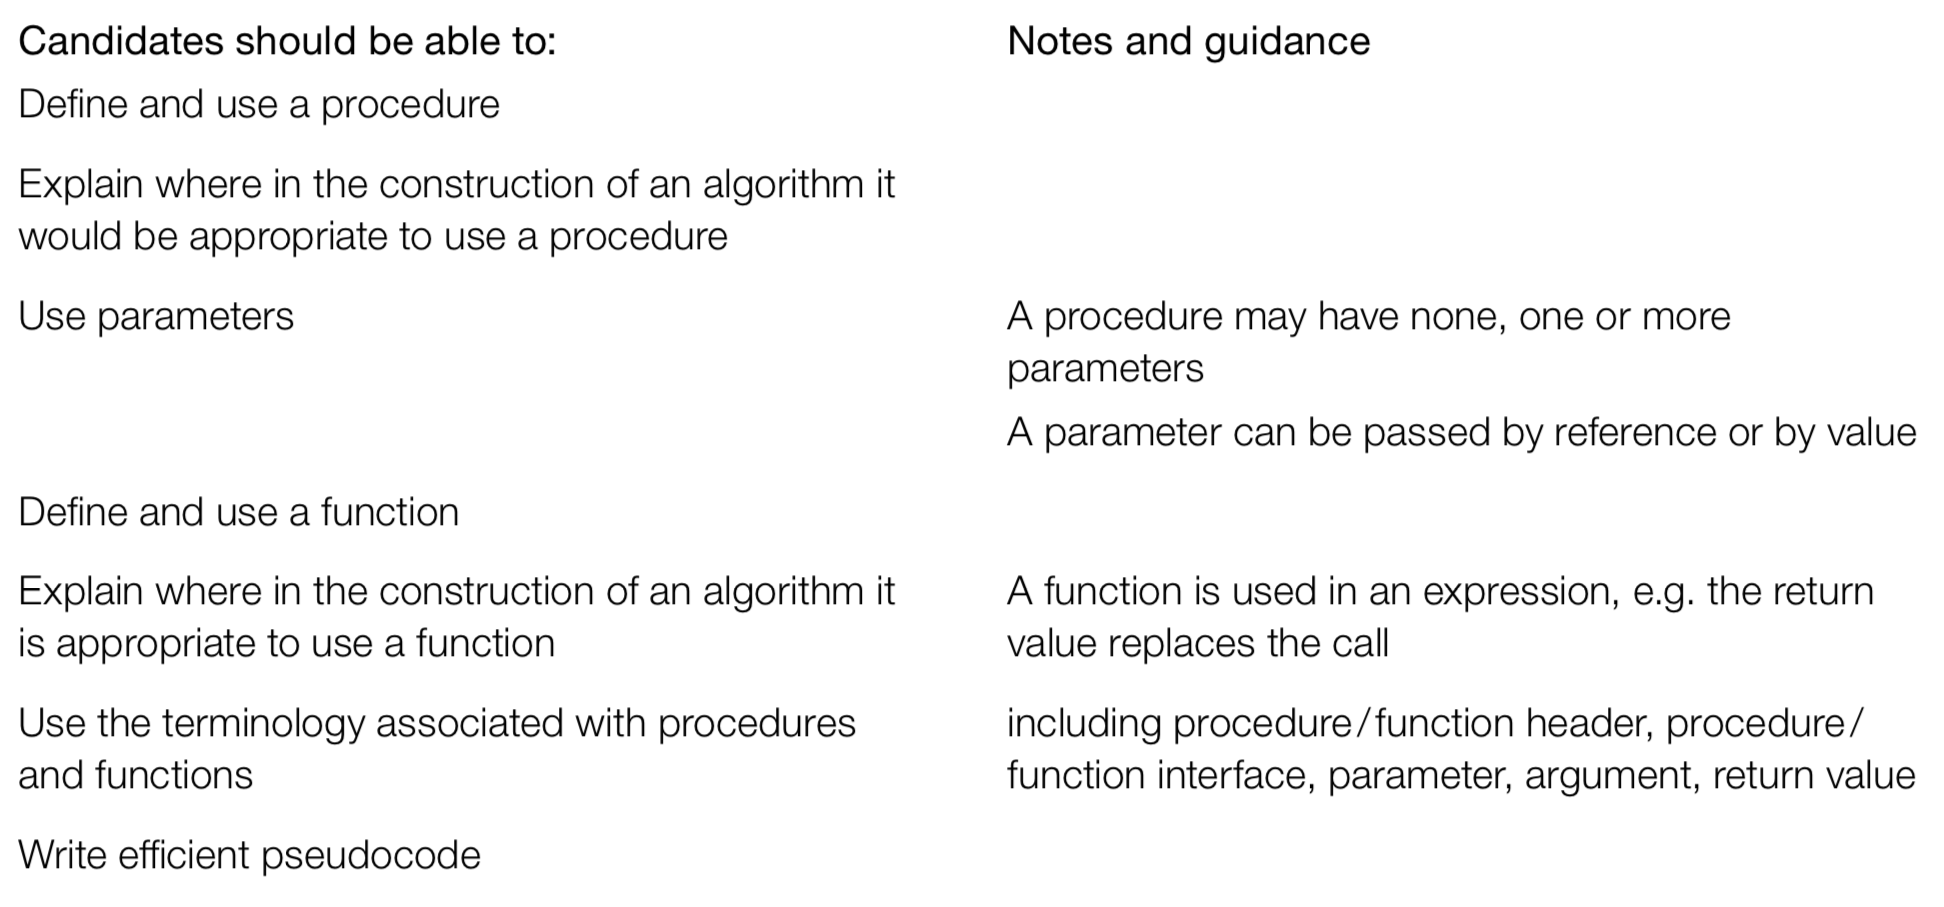 Candidates should be able to:
Notes and guidance
Define and use a procedure
Explain where in the construction of an algorithm it
would be appropriate to use a procedure
Use parameters
A procedure may have none, one or more
parameters
A parameter can be passed by reference or by value
Define and use a function
Explain where in the construction of an algorithm it
is appropriate to use a function
A function is used in an expression, e.g. the return
value replaces the call
Use the terminology associated with procedures
and functions
including procedure/function header, procedure/
function interface, parameter, argument, return value
Write efficient pseudocode